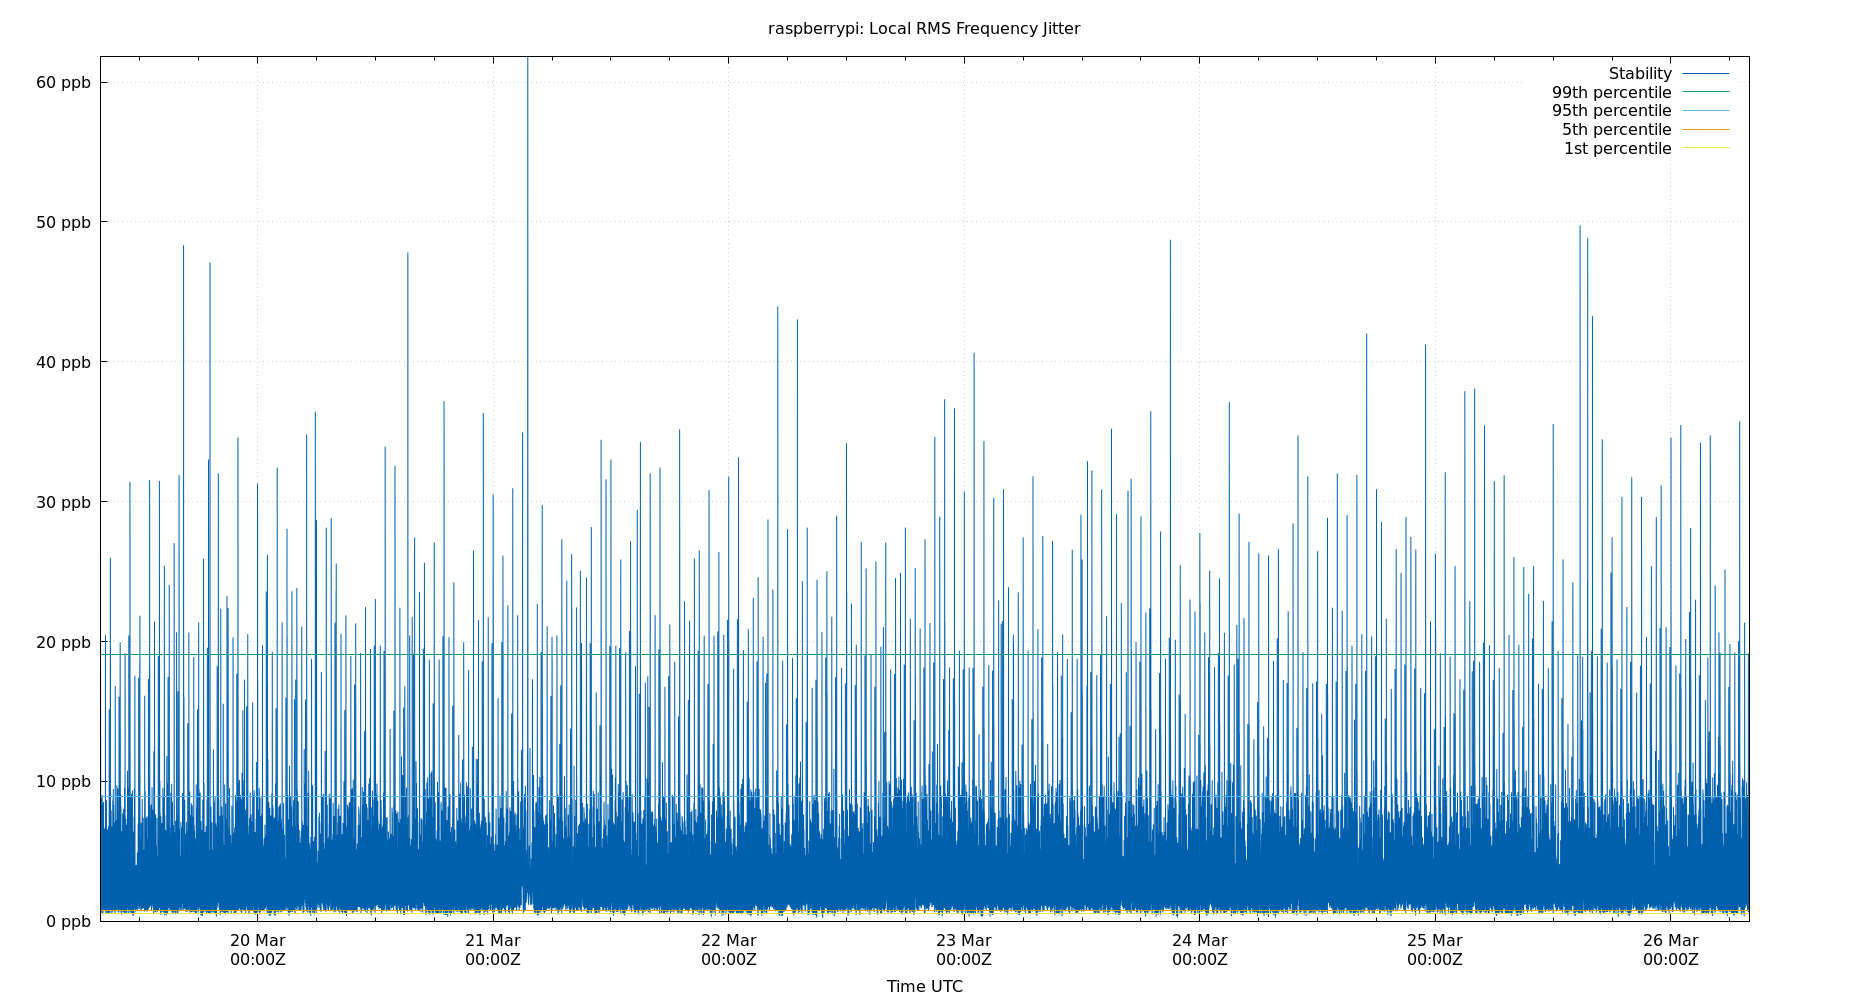 raspberrypi: Local RMS Frequency Jitter
60 ppb
50 ppb
40 ppb
30 ppb
20 ppb
10 ppb
0 ppb
Stability
99th percentile
95th percentile
5th percentile
1st percentile
20 Mar
00:00Z
21 Mar
00:00Z
22 Mar
00:00Z
23 Mar
00:00Z
24 Mar
00:00Z
25 Mar
00:00Z
26 Mar
00:00Z
Time UTC